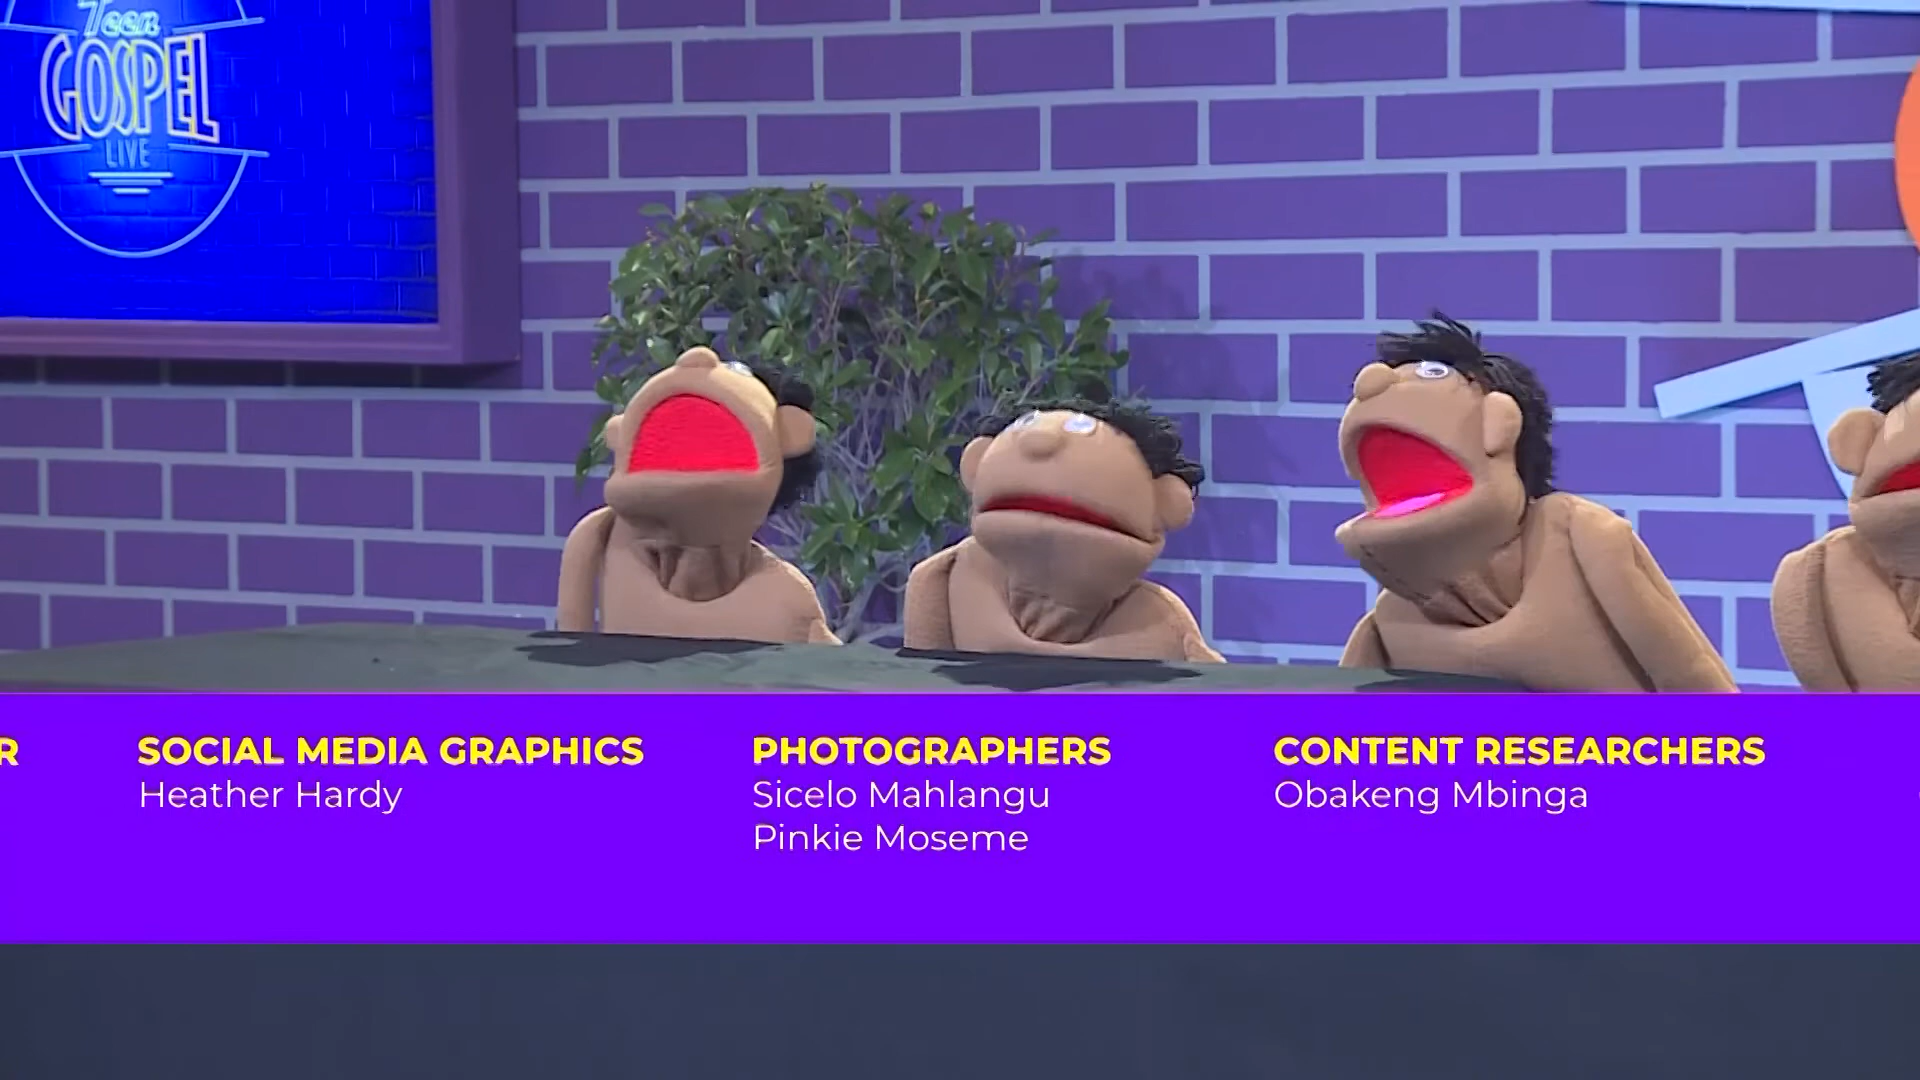 Teen
GOSPEL
LIVE
R
SOCIAL MEDIA GRAPHICS
Heather Hardy
PHOTOGRAPHERS
Sicelo Mahlangu
Pinkie Moseme
CONTENT RESEARCHERS
Obakeng Mbinga